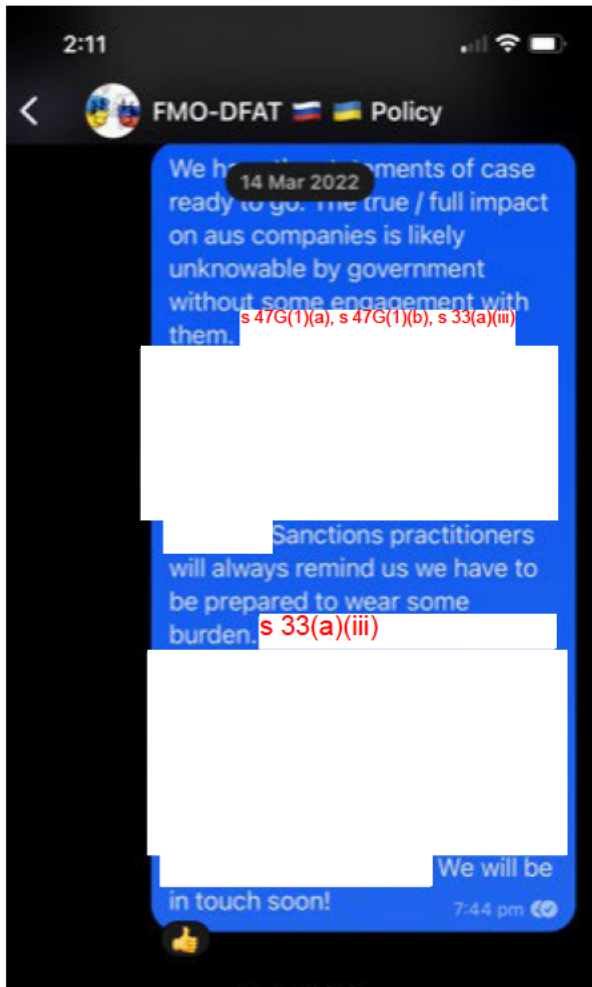 2:11
FMO-DFAT 🇷🇺 🇺🇦 Policy
14 Mar 2022
We ments of case
ready to go. The true / full impact
on aus companies is likely
unknowable by government
without some engagement with
them. s 47G(1)(a), s 47G(1)(b), s 33(a)(iii)
Sanctions practitioners
will always remind us we have to
be prepared to wear some
burden. s 33(a)(iii)
We will be
in touch soon!
7:44 pm
👍